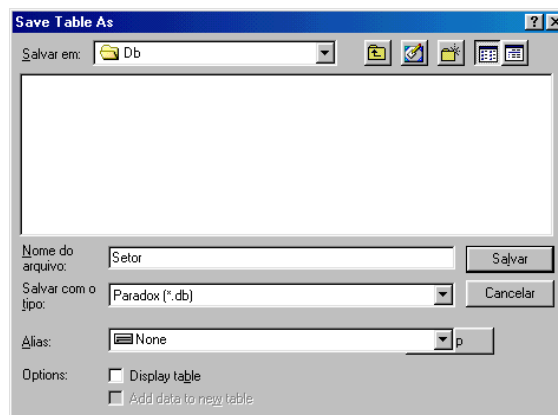 Save Table As
Salvar em: Db
Nome do arquivo: Setor
Salvar
Salvar com o tipo: Paradox (*.db)
Cancelar
Alias: None
p
Options: Display table
Add data to new table